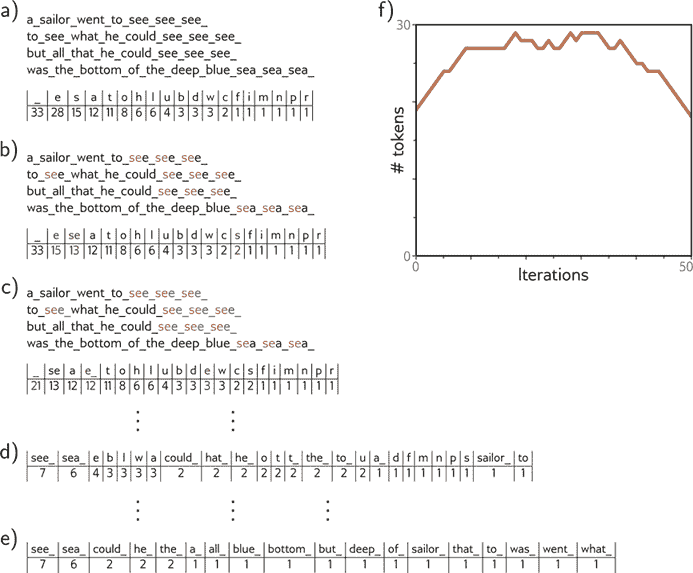 a)
a_sailor_went_to_see_see_see_
to_see_what_he_could_see_see_see_
but_all_that_he_could_see_see_see_
was_the_bottom_of_the_deep_blue_sea_sea_sea_
_ e s a t o h l u b d w c f i m n p r
33 28 15 12 11 8 6 6 4 3 3 3 2 1 1 1 1 1 1
b)
a_sailor_went_to_see_see_see_
to_see_what_he_could_see_see_see_
but_all_that_he_could_see_see_see_
was_the_bottom_of_the_deep_blue_sea_sea_sea_
_ e se a t o h l u b d w c s f i m n p r
33 15 13 12 11 8 6 6 4 3 3 3 2 2 1 1 1 1 1 1
c)
a_sailor_went_to_see_see_see_
to_see_what_he_could_see_see_see_
but_all_that_he_could_see_see_see_
was_the_bottom_of_the_deep_blue_sea_sea_sea_
_ se a e_ t o h l u b d e w c s f i m n p r
21 13 12 12 11 8 6 6 4 3 3 3 3 2 2 1 1 1 1 1 1
d)
see_ sea_ e b l w a could_ hat_ he_ o t t_ the_ to_ u a_ d f m n p s sailor_ to
7 6 4 3 3 3 3 2 2 2 2 2 2 2 2 2 1 1 1 1 1 1 1 1 1
e)
see_ sea_ could_ he_ the_ a_ all_ blue_ bottom_ but_ deep_ of_ sailor_ that_ to_ was_ went_ what_
7 6 2 2 2 1 1 1 1 1 1 1 1 1 1 1 1 1
f)
30
# tokens
0
0
Iterations
50